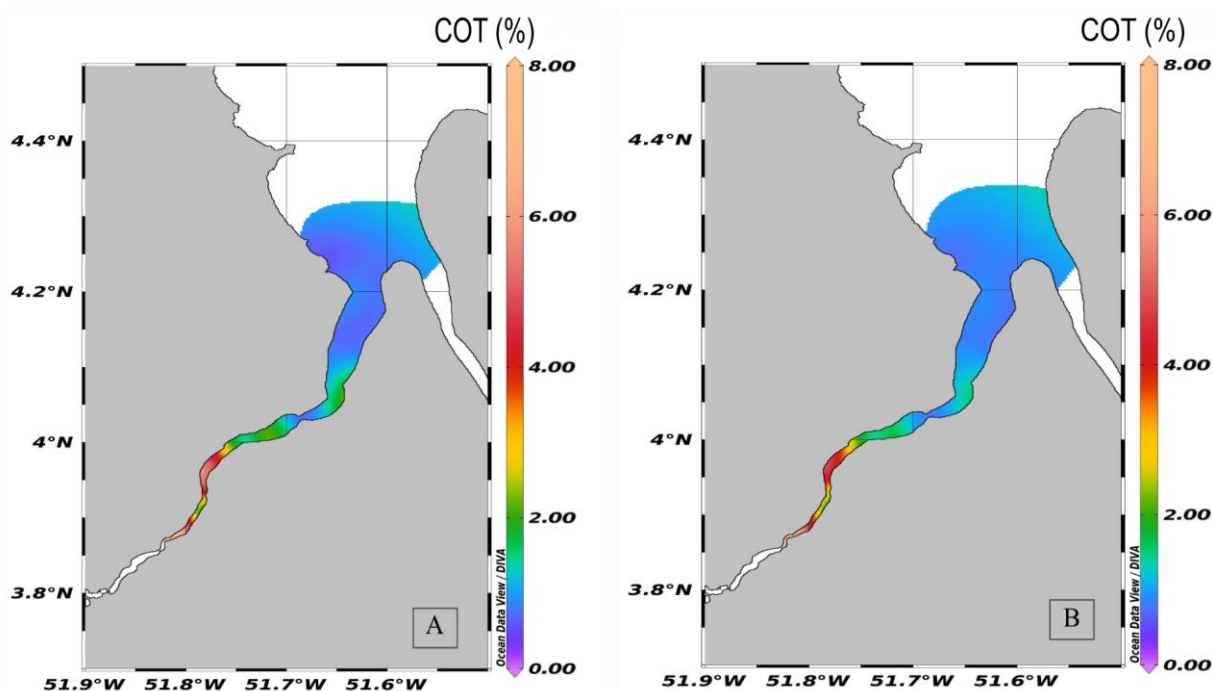 COT (%)
8.00
6.00
4.00
2.00
0.00
4.4°N
4.2°N
4°N
3.8°N
51.9°W 51.8°W 51.7°W 51.6°W
Ocean Data View / DIVA
A
COT (%)
8.00
6.00
4.00
2.00
0.00
4.4°N
4.2°N
4°N
3.8°N
51.9°W 51.8°W 51.7°W 51.6°W
Ocean Data View / DIVA
B